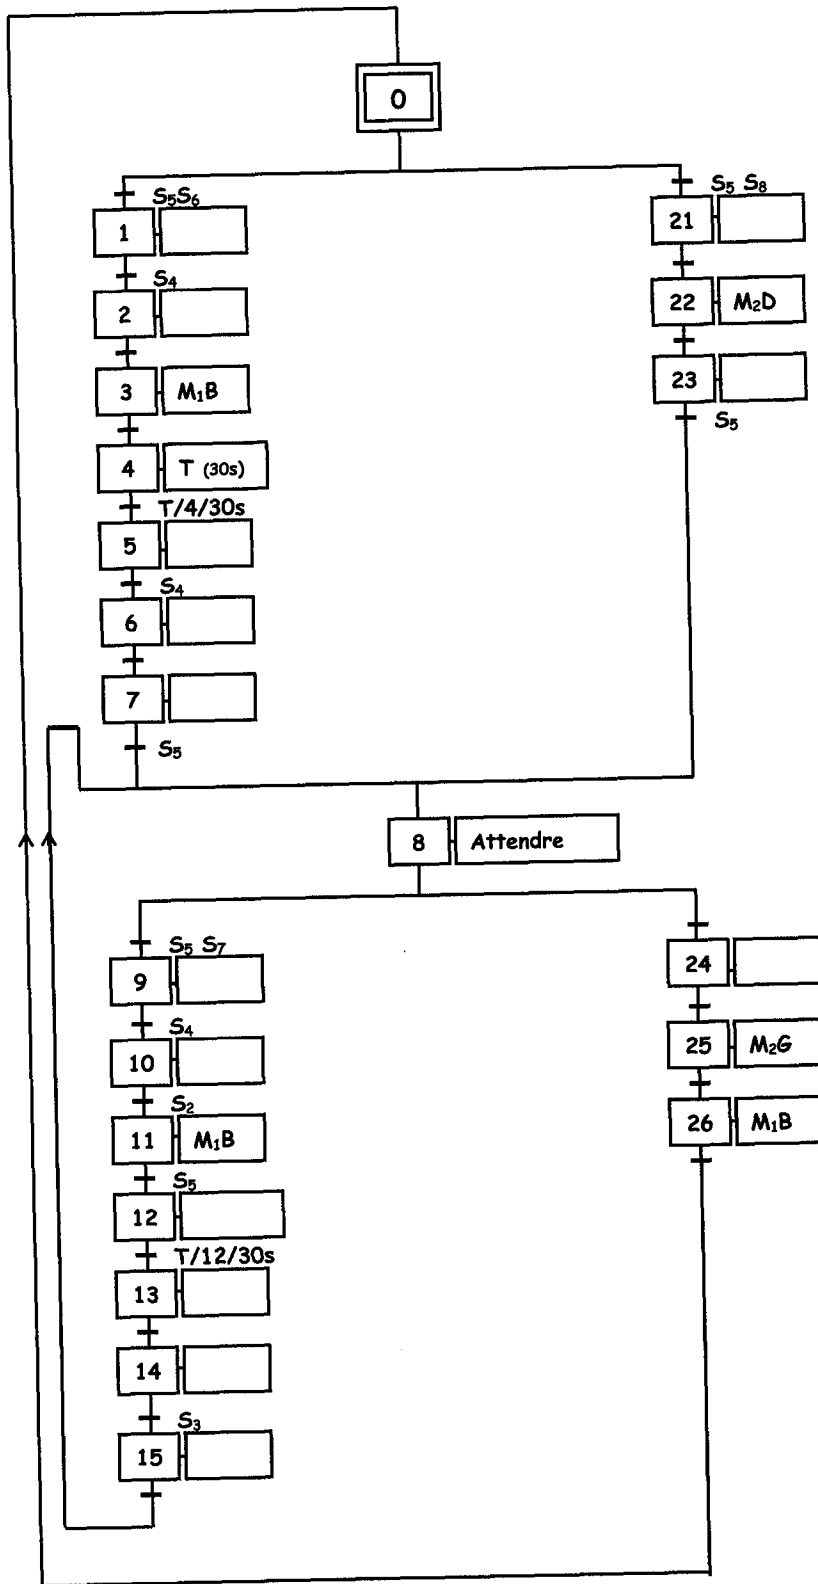 0
S₅S₆
1
S₄
2
3 M₁B
4 T (30s)
T/4/30s
5
S₄
6
7
S₅
S₅ S₈
21
22 M₂D
23
S₅
8 Attendre
S₅ S₇
9
S₄
10
S₂
11 M₁B
S₅
12
T/12/30s
13
14
S₃
15
24
25 M₂G
26 M₁B